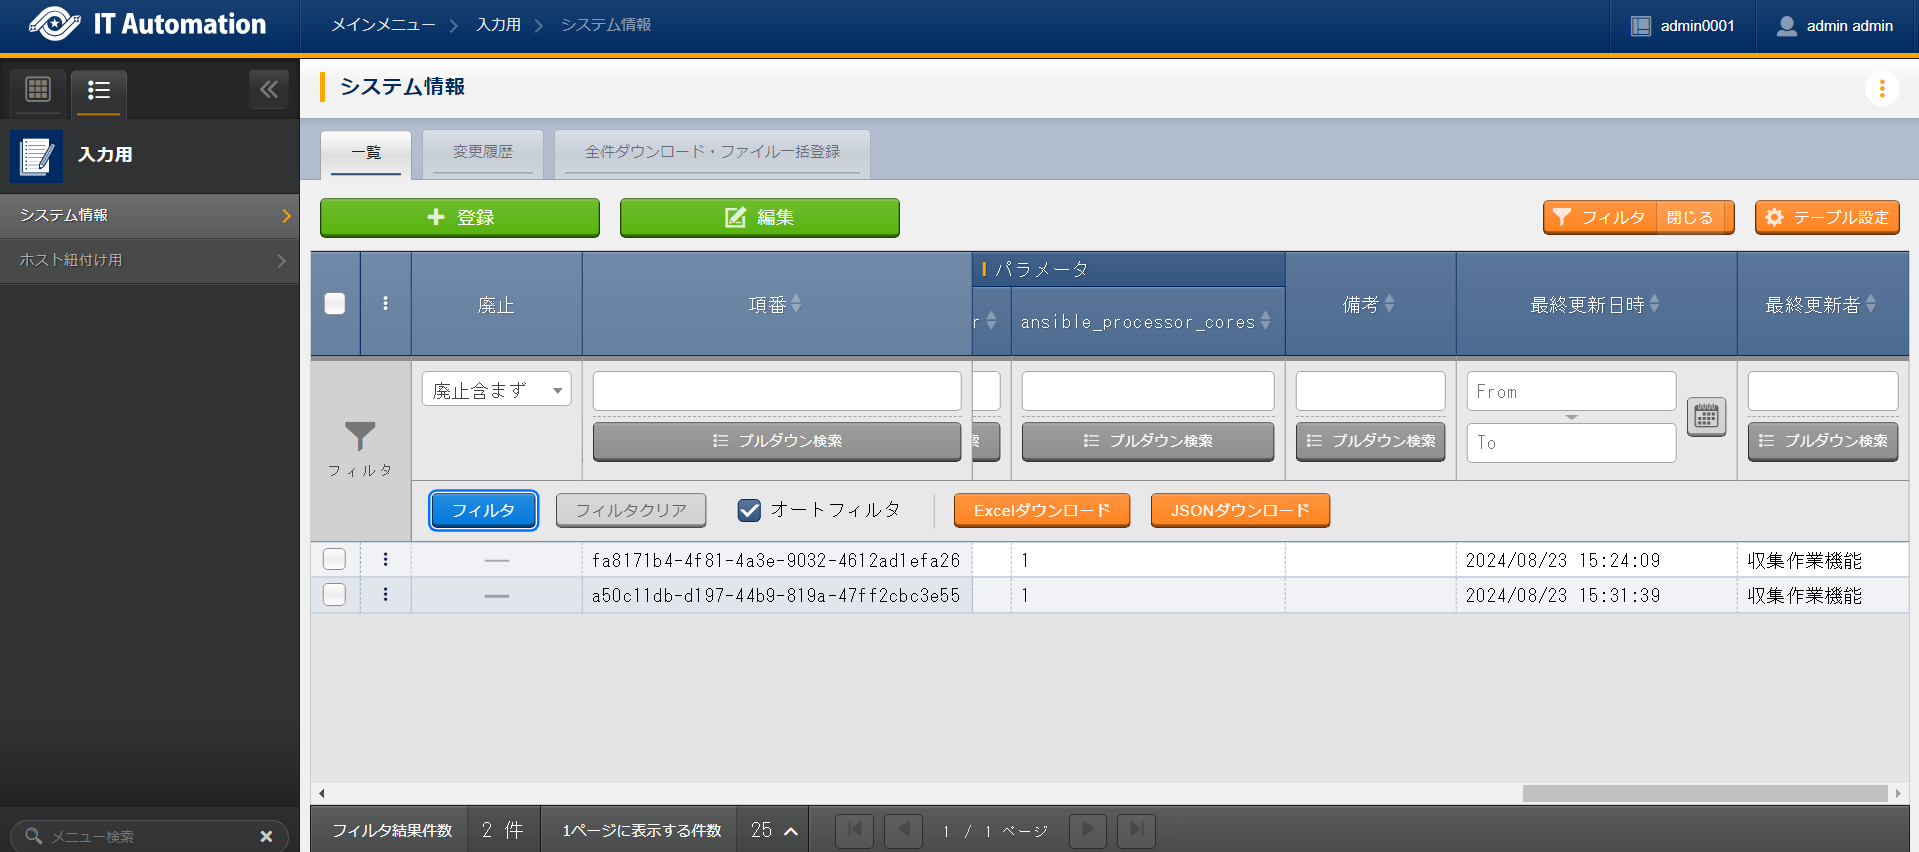 IT Automation
メインメニュー
入力用
システム情報
admin0001
admin admin
入力用
システム情報
ホスト紐付け用
メニュー検索
システム情報
一覧
変更履歴
全件ダウンロード・ファイル一括登録
登録
編集
フィルタ
閉じる
テーブル設定
廃止
項番
パラメータ
r
ansible_processor_cores
備考
最終更新日時
最終更新者
フィルタ
廃止含まず
プルダウン検索
索
プルダウン検索
プルダウン検索
From
To
プルダウン検索
フィルタ
フィルタクリア
オートフィルタ
Excelダウンロード
JSONダウンロード
fa8171b4-4f81-4a3e-9032-4612ad1efa26
1
2024/08/23 15:24:09
収集作業機能
a50c11db-d197-44b9-819a-47ff2cbc3e55
1
2024/08/23 15:31:39
収集作業機能
フィルタ結果件数
2 件
1ページに表示する件数
25
1 / 1 ページ